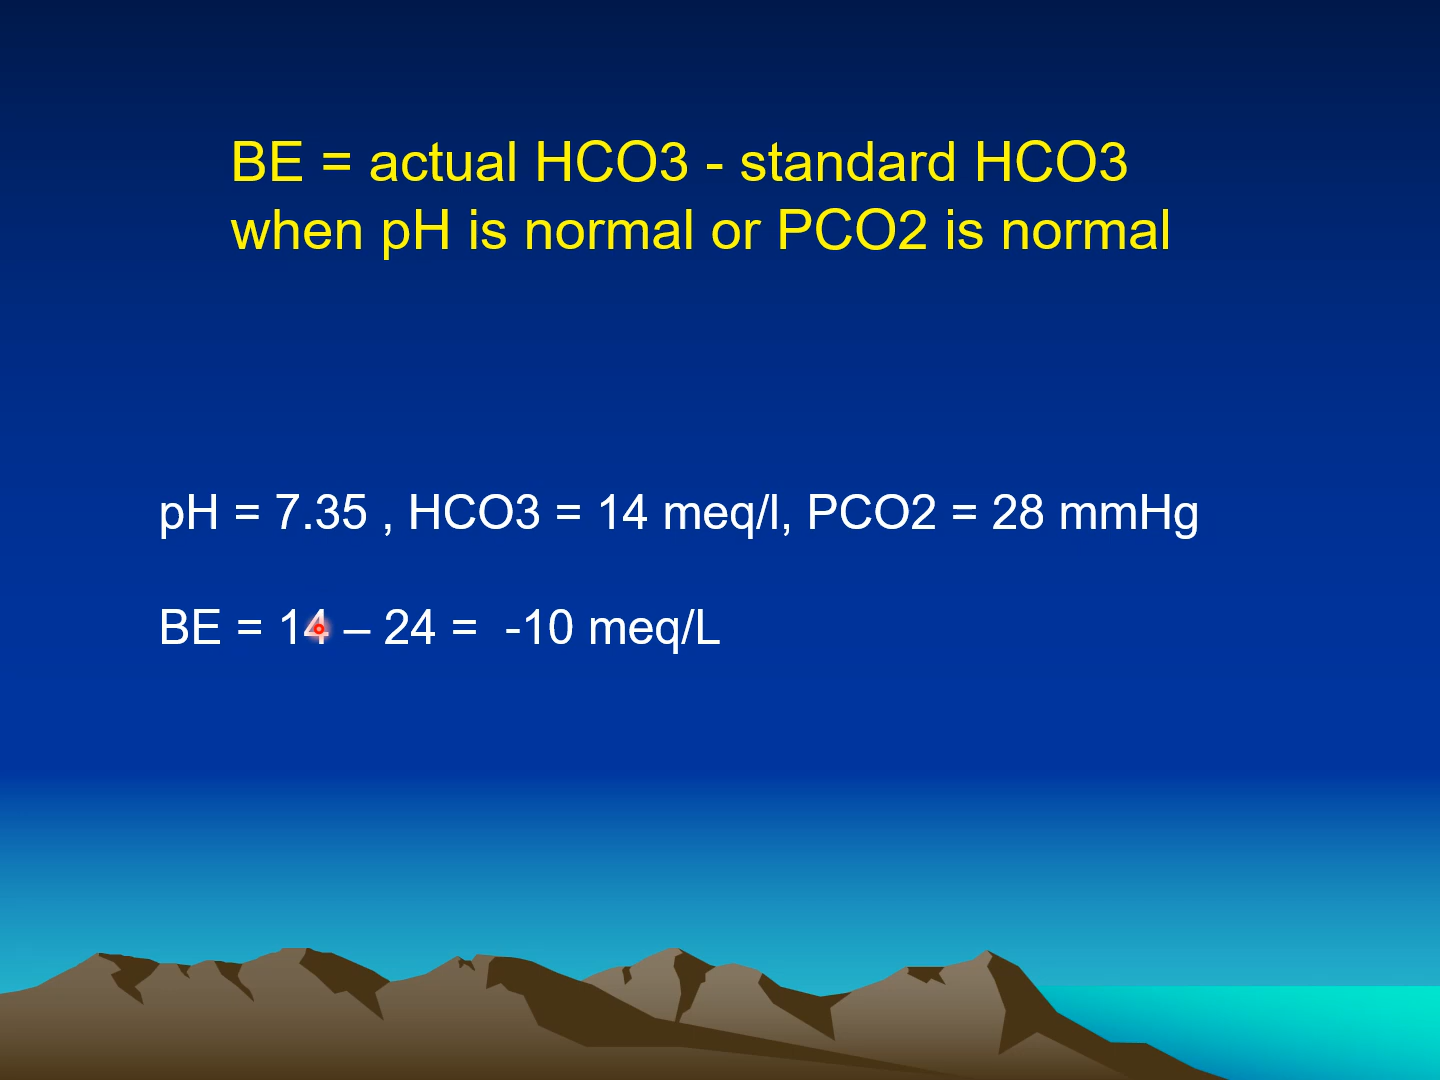 BE = actual HCO3 - standard HCO3
when pH is normal or PCO2 is normal
pH = 7.35 , HCO3 = 14 meq/l, PCO2 = 28 mmHg
BE = 14 – 24 =  -10 meq/L